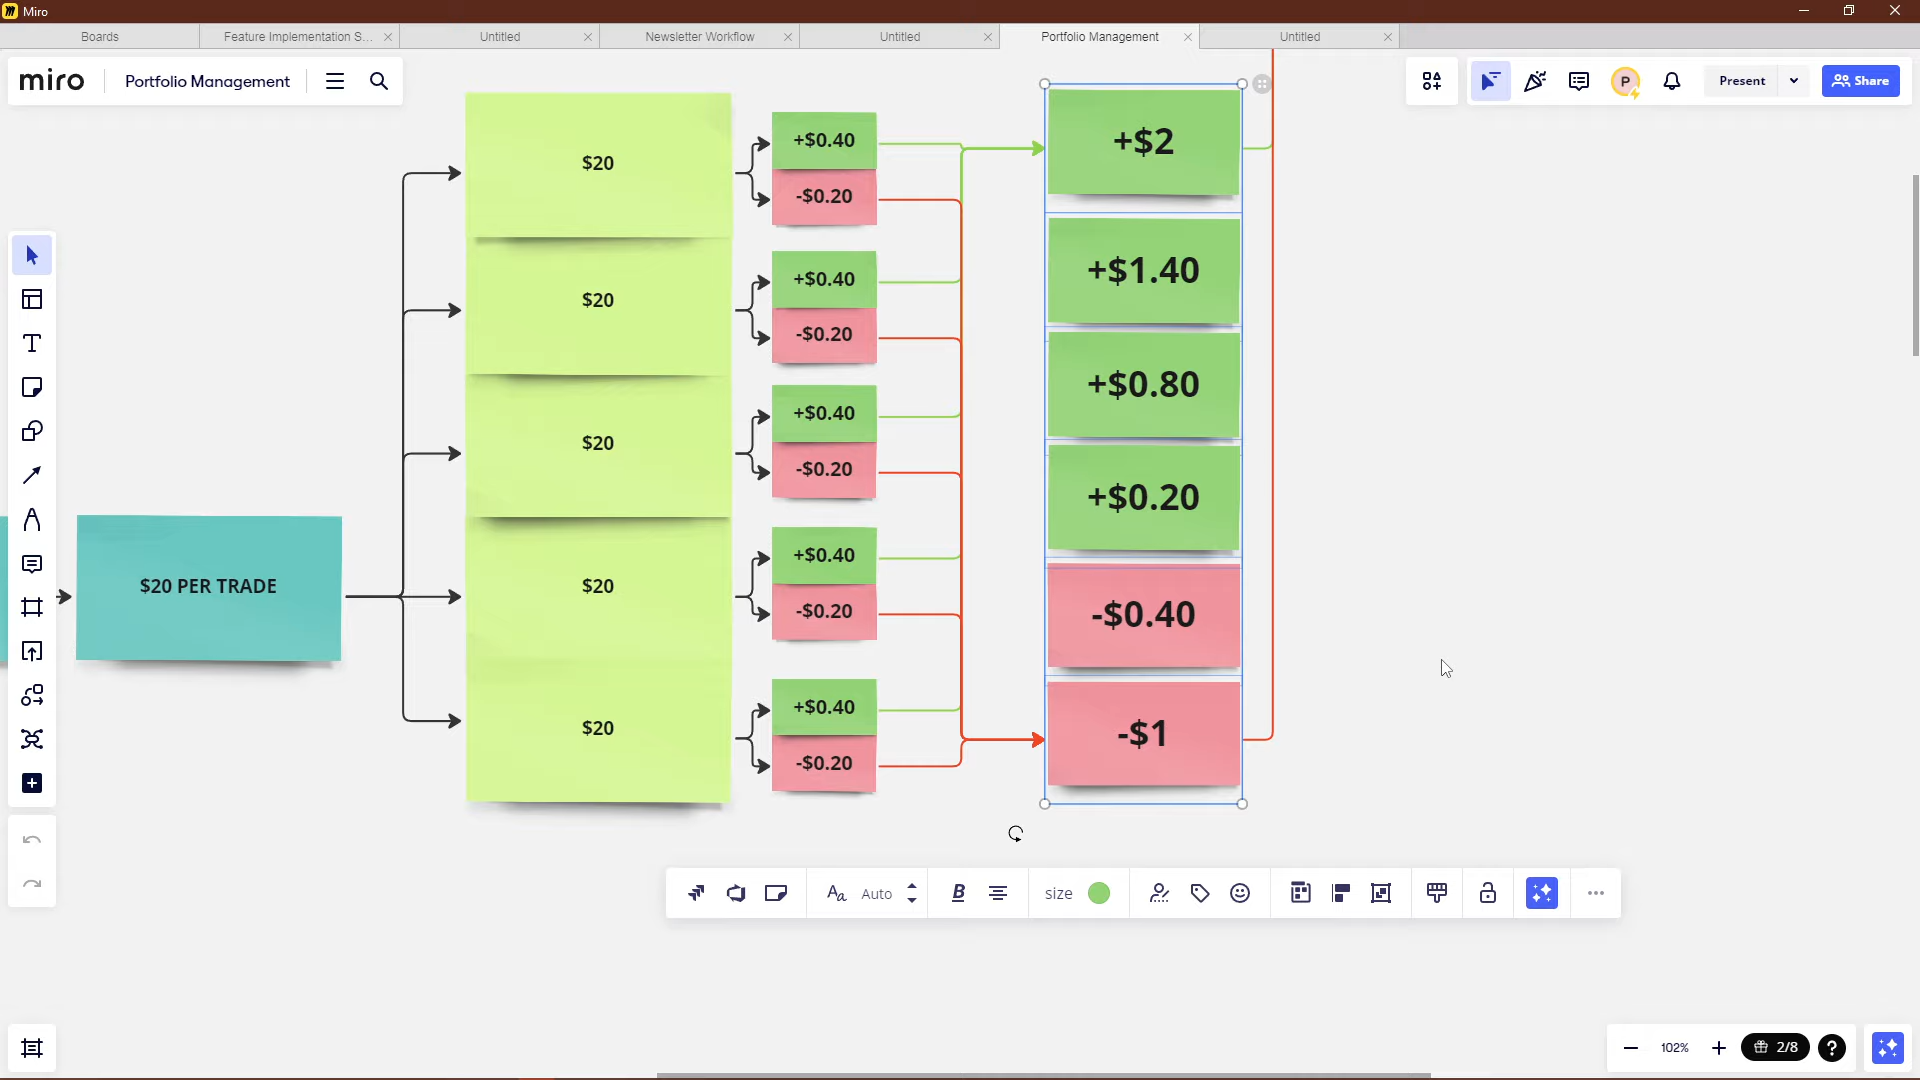 Miro
Boards
Feature Implementation S...
Untitled
Newsletter Workflow
Untitled
Portfolio Management
Untitled
miro
Portfolio Management
P
Present
Share
$20 PER TRADE
$20
+$0.40
-$0.20
$20
+$0.40
-$0.20
$20
+$0.40
-$0.20
$20
+$0.40
-$0.20
$20
+$0.40
-$0.20
+$2
+$1.40
+$0.80
+$0.20
-$0.40
-$1
Aa
Auto
B
size
102%
2/8
?